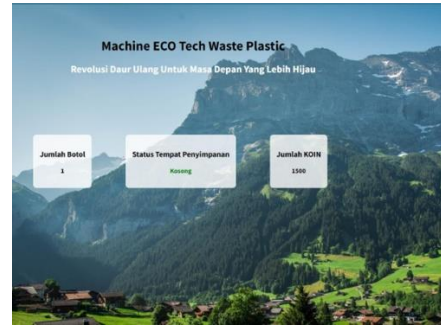 Machine ECO Tech Waste Plastic
Revolusi Daur Ulang Untuk Masa Depan Yang Lebih Hijau
Jumlah Botol
1
Status Tempat Penyimpanan
Kosong
Jumlah KOIN
1500